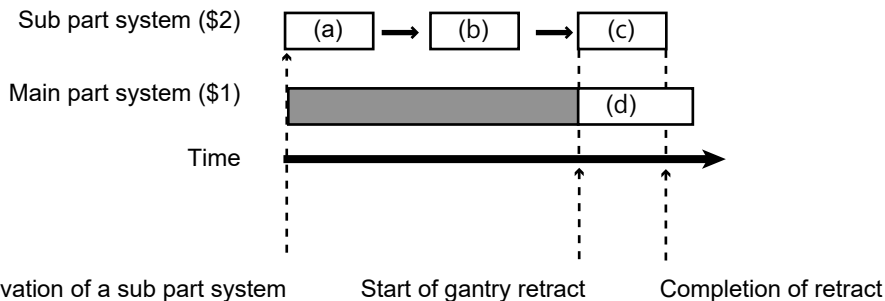 Sub part system ($2)
(a)
(b)
(c)
Main part system ($1)
(d)
Time
vation of a sub part system
Start of gantry retract
Completion of retract